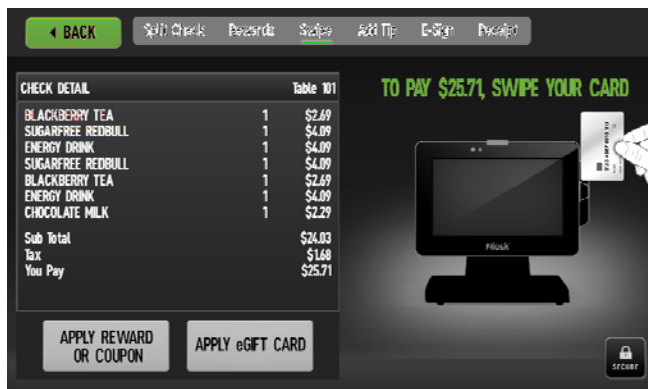 BACK Split Check Rewards Swipe Add Tip E-Sign Receipt
CHECK DETAIL Table 101
BLACKBERRY TEA 1 $2.69
SUGARFREE REDBULL 1 $4.09
ENERGY DRINK 1 $4.09
SUGARFREE REDBULL 1 $4.09
BLACKBERRY TEA 1 $2.69
ENERGY DRINK 1 $4.09
CHOCOLATE MILK 1 $2.29
Sub Total $24.03
Tax $1.68
You Pay $25.71
APPLY REWARD
OR COUPON
APPLY eGIFT CARD
TO PAY $25.71, SWIPE YOUR CARD
ziosk
SECURE